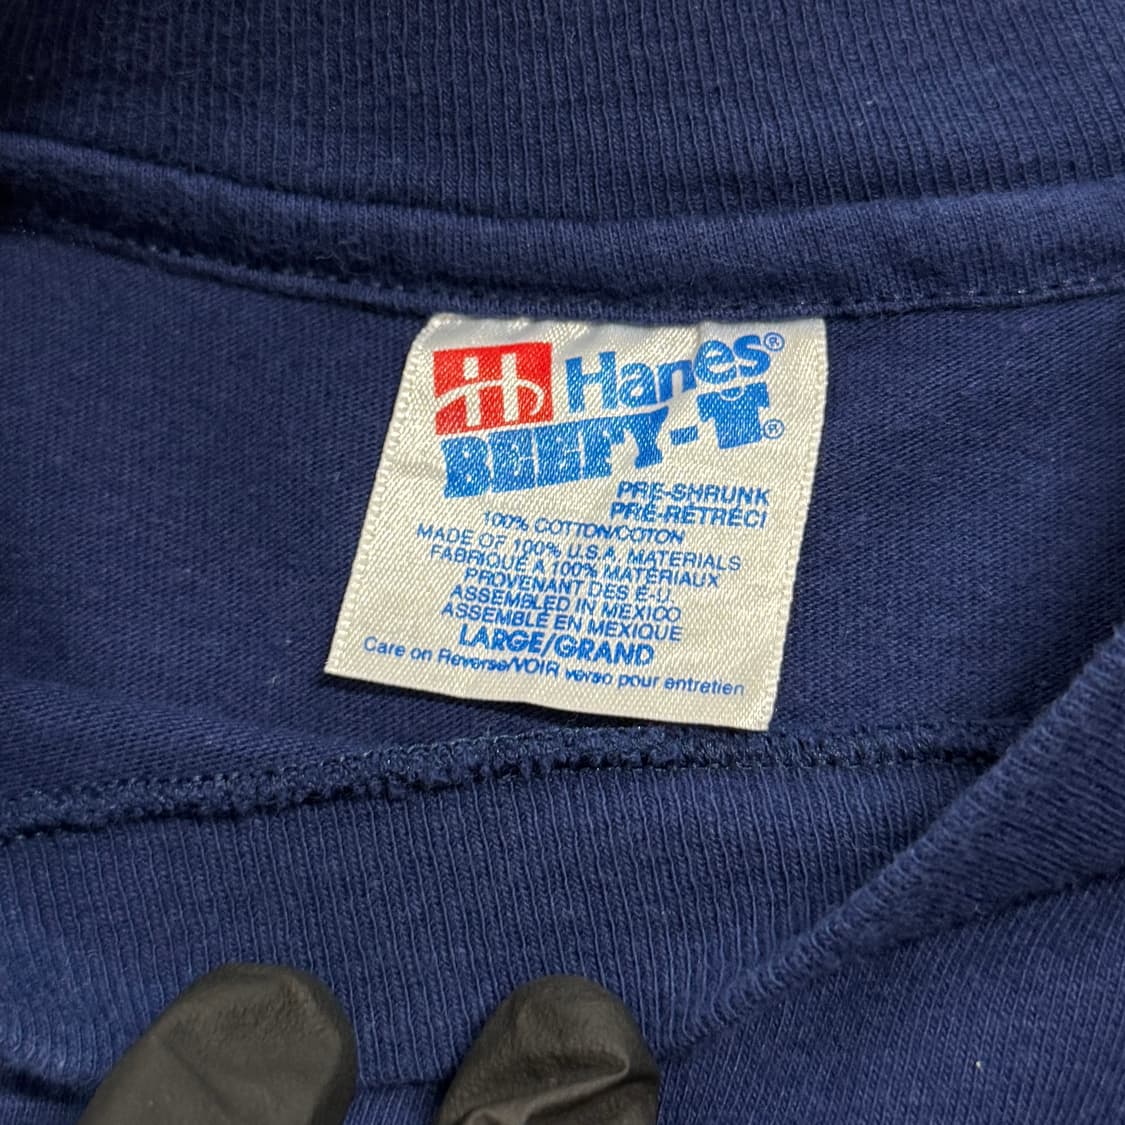 H Hanes®
BEEFY-T®
PRE-SHRUNK
PRÉ-RÉTRÉCI
100% COTTON/COTON
MADE OF 100% U.S.A. MATERIALS
FABRIQUÉ A 100% MATÉRIAUX
PROVENANT DES É-U.
ASSEMBLED IN MEXICO
ASSEMBLÉ EN MEXIQUE
LARGE/GRAND
Care on Reverse/VOIR verso pour entretien